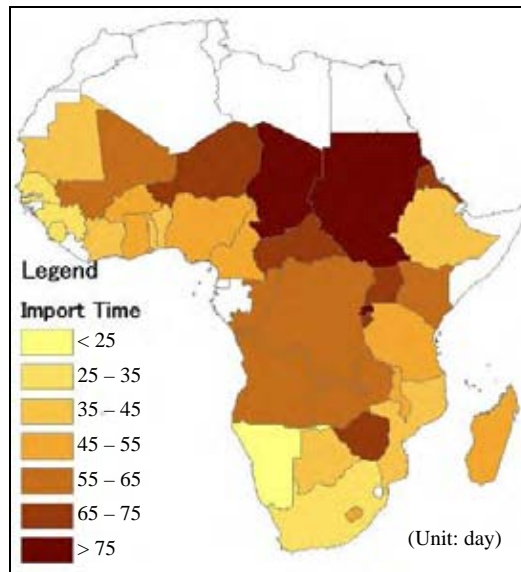 Legend
Import Time
< 25
25 – 35
35 – 45
45 – 55
55 – 65
65 – 75
> 75
(Unit: day)